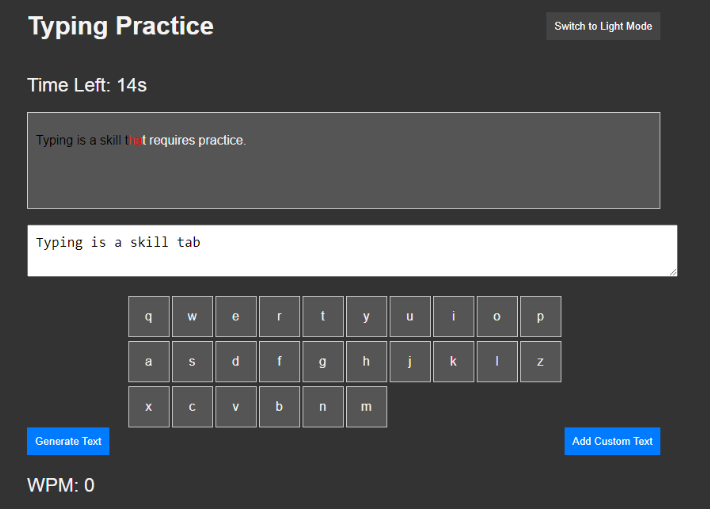 Typing Practice
Switch to Light Mode
Time Left: 14s
Typing is a skill that requires practice.
Typing is a skill tab
q w e r t y u i o p
a s d f g h j k l z
x c v b n m
Generate Text
Add Custom Text
WPM: 0